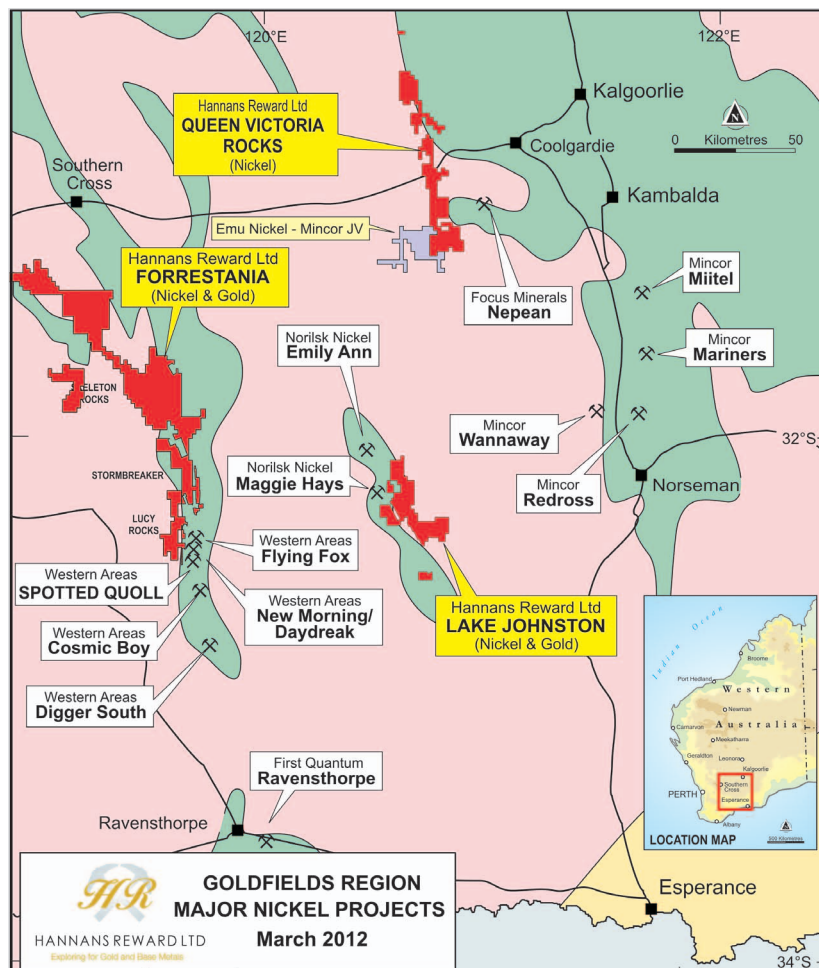 120°E
122°E
Hannans Reward Ltd
QUEEN VICTORIA
ROCKS
(Nickel)
Kalgoorlie
N
0 Kilometres 50
Coolgardie
Southern
Cross
Kambalda
Emu Nickel - Mincor JV
Hannans Reward Ltd
FORRESTANIA
(Nickel & Gold)
Mincor
Miitel
Focus Minerals
Nepean
Norilsk Nickel
Emily Ann
Mincor
Mariners
SKELETON
ROCKS
Mincor
Wannaway
32°S
Norilsk Nickel
Maggie Hays
Mincor
Redross
Norseman
STORMBREAKER
LUCY
ROCKS
Western Areas
Flying Fox
Western Areas
SPOTTED QUOLL
Western Areas
New Morning/
Daydreak
Hannans Reward Ltd
LAKE JOHNSTON
(Nickel & Gold)
Western Areas
Cosmic Boy
Western Areas
Digger South
First Quantum
Ravensthorpe
Ravensthorpe
Esperance
34°S
Indian Ocean
Broome
Port Hedland
Western
Newman
Australia
Carnarvon
Meekatharra
Geraldton
Leonora
Kalgoorlie
Southern
Cross
PERTH
Esperance
Albany
LOCATION MAP
500 Kilometres
HR
HANNANS REWARD LTD
Exploring for Gold and Base Metals
GOLDFIELDS REGION
MAJOR NICKEL PROJECTS
March 2012